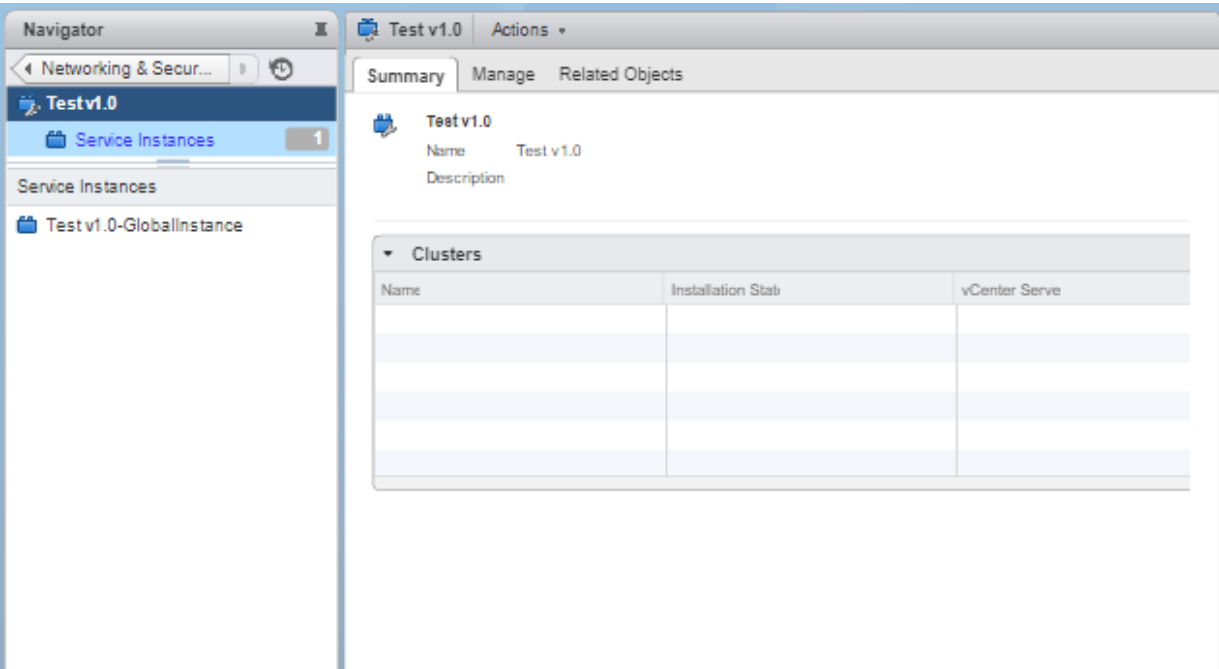 Navigator
Networking & Secur...
Test v1.0
Service Instances
1
Service Instances
Test v1.0-GlobalInstance
Test v1.0 Actions
Summary Manage Related Objects
Test v1.0
Name Test v1.0
Description
Clusters
Name Installation Stat vCenter Serve